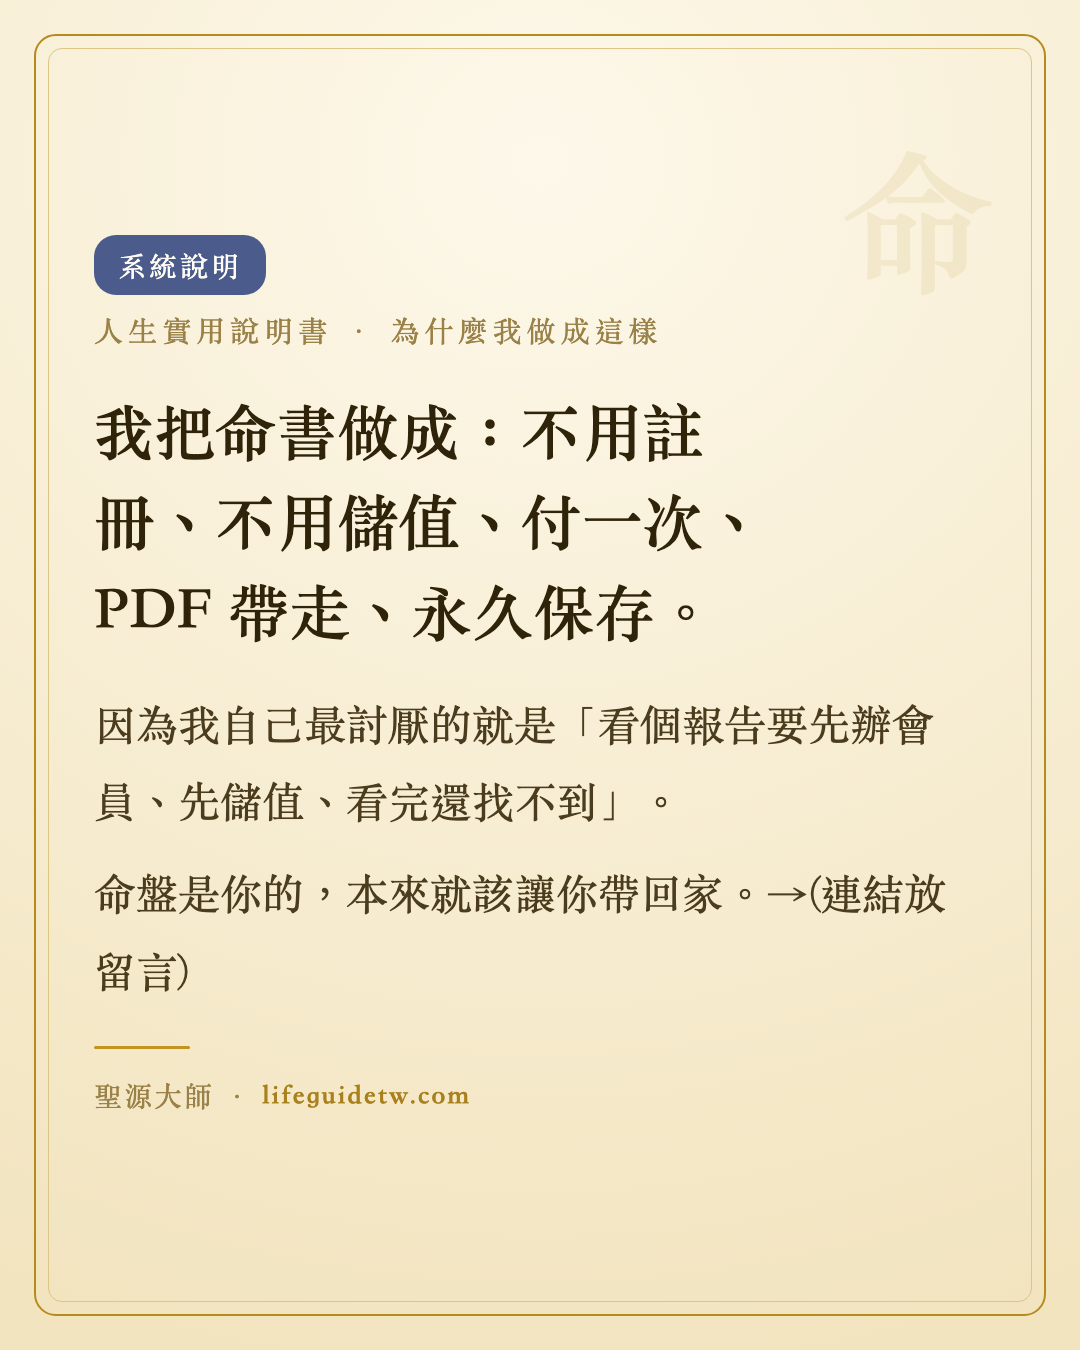 命
系統說明
人生實用說明書 · 為什麼我做成這樣
我把命書做成：不用註
冊、不用儲值、付一次、
PDF 帶走、永久保存。
因為我自己最討厭的就是「看個報告要先辦會
員、先儲值、看完還找不到」。
命盤是你的，本來就該讓你帶回家。→(連結放
留言)
聖源大師 · lifeguidetw.com